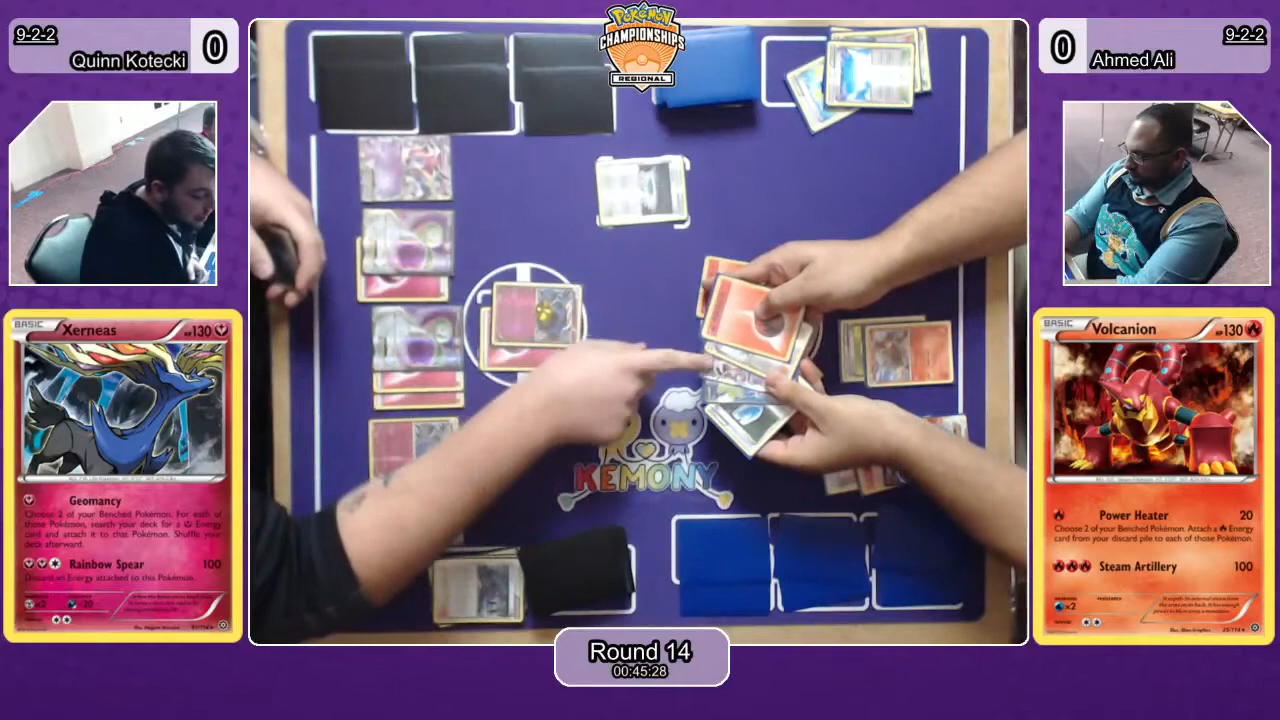 9-2-2
Quinn Kotecki
0
Pokémon
CHAMPIONSHIPS
REGIONAL
0
9-2-2
Ahmed Ali
BASIC
Xerneas
HP130
Geomancy
Choose 2 of your Benched Pokémon. For each of
those Pokémon, search your deck for a Energy
card and attach it to that Pokémon. Shuffle your
deck afterward.
Rainbow Spear 100
Discard an Energy attached to this Pokémon.
×2
-20
BASIC
Volcanion
HP130
Power Heater 20
Choose 2 of your Benched Pokémon. Attach a Energy
card from your discard pile to each of those Pokémon.
Steam Artillery 100
×2
25/114
KEMONY
Round 14
00:45:28